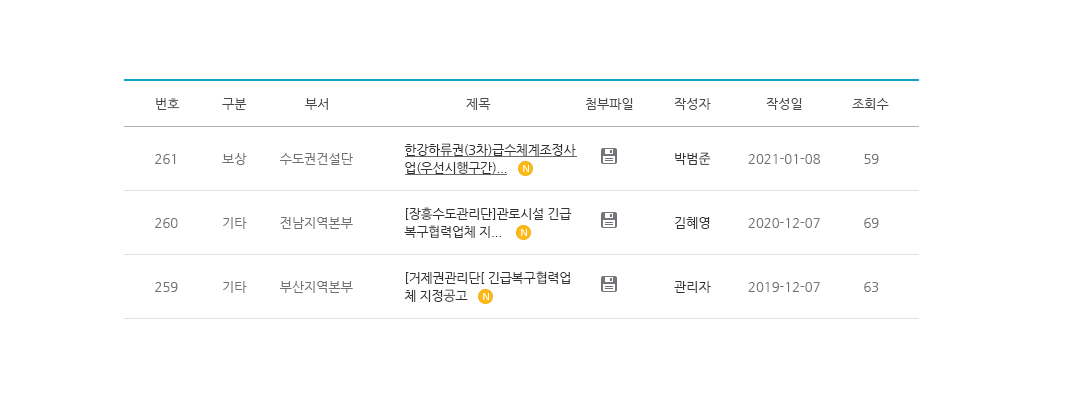 번호 구분 부서 제목 첨부파일 작성자 작성일 조회수
261 보상 수도권건설단 한강하류권(3차)급수체계조정사
업(우선시행구간)... N 박범준 2021-01-08 59
260 기타 전남지역본부 [장흥수도관리단]관로시설 긴급
복구협력업체 지... N 김혜영 2020-12-07 69
259 기타 부산지역본부 [거제권관리단[ 긴급복구협력업
체 지정공고 N 관리자 2019-12-07 63